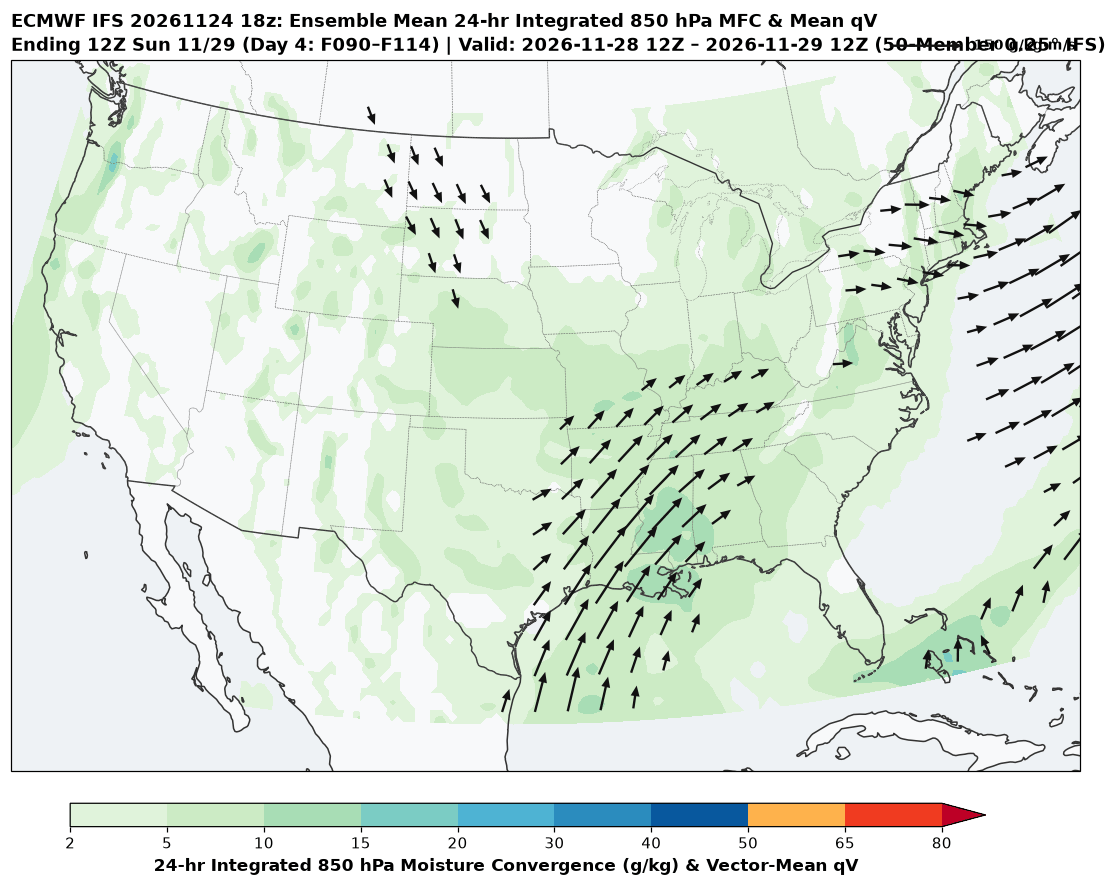 ECMWF IFS 20261124 18z: Ensemble Mean 24-hr Integrated 850 hPa MFC & Mean qV
Ending 12Z Sun 11/29 (Day 4: F090–F114) | Valid: 2026-11-28 12Z – 2026-11-29 12Z (50-Member 0.25° IFS)
150 g/kg·m/s
2 5 10 15 20 30 40 50 65 80
24-hr Integrated 850 hPa Moisture Convergence (g/kg) & Vector-Mean qV